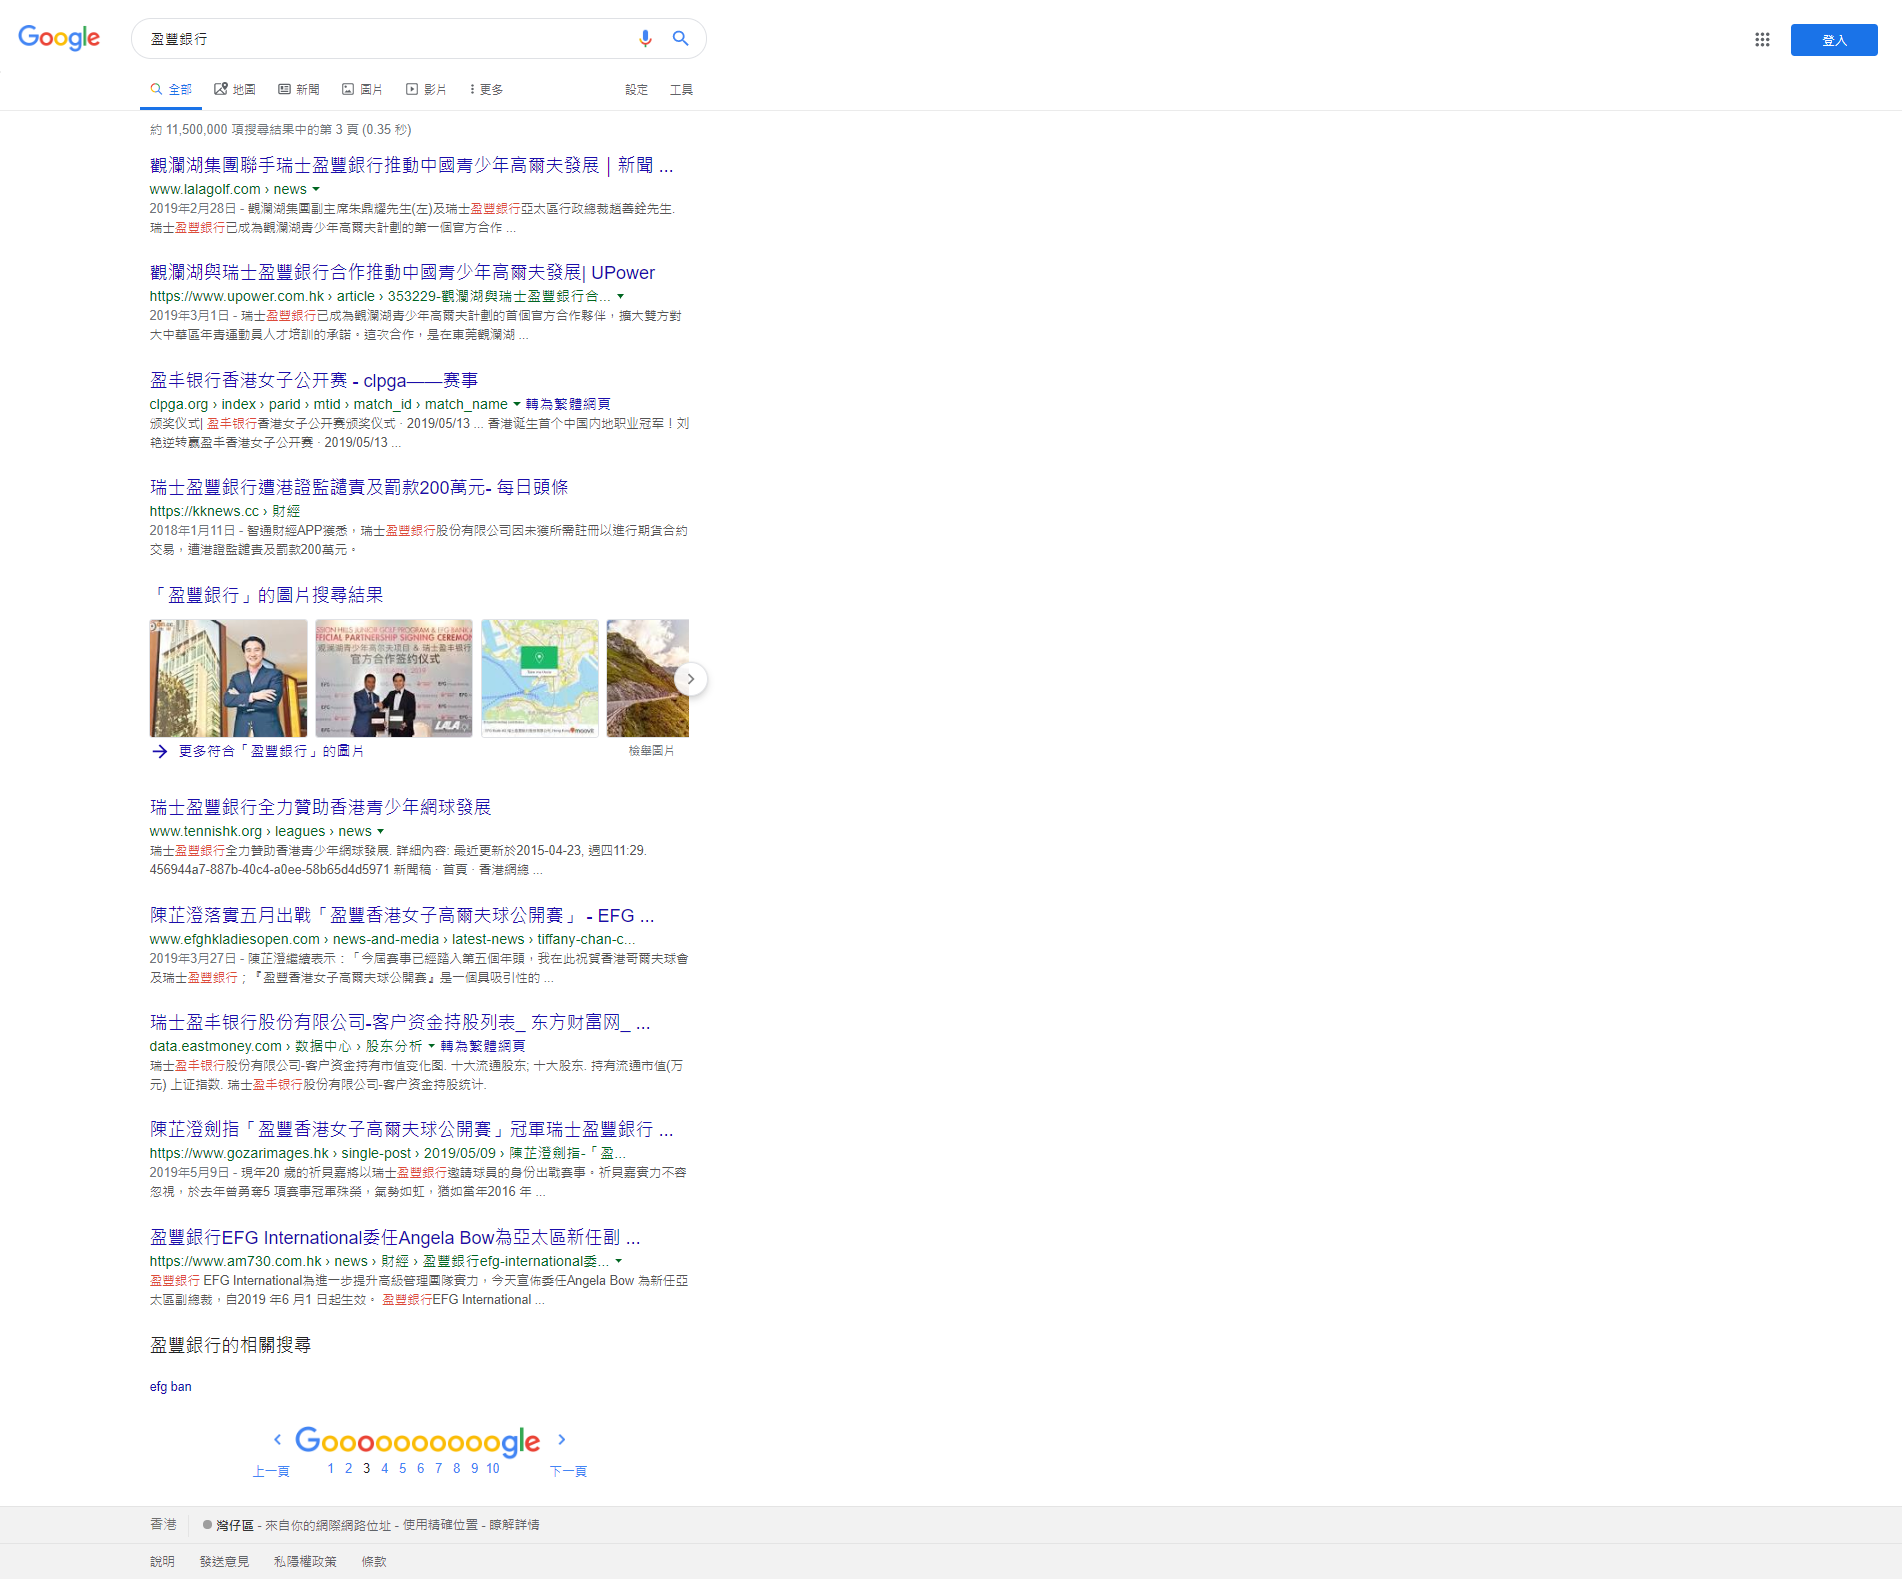 Google
盈豐銀行
登入
全部 地圖 新聞 圖片 影片 更多 設定 工具
約 11,500,000 項搜尋結果中的第 3 頁 (0.35 秒)
觀瀾湖集團聯手瑞士盈豐銀行推動中國青少年高爾夫發展｜新聞 ...
www.lalagolf.com › news
2019年2月28日 - 觀瀾湖集團副主席朱鼎耀先生(左)及瑞士盈豐銀行亞太區行政總裁趙善銓先生.
瑞士盈豐銀行已成為觀瀾湖青少年高爾夫計劃的第一個官方合作 ...
觀瀾湖與瑞士盈豐銀行合作推動中國青少年高爾夫發展| UPower
https://www.upower.com.hk › article › 353229-觀瀾湖與瑞士盈豐銀行合...
2019年3月1日 - 瑞士盈豐銀行已成為觀瀾湖青少年高爾夫計劃的首個官方合作夥伴，擴大雙方對
大中華區年青運動員人才培訓的承諾。這次合作，是在東莞觀瀾湖 ...
盈丰银行香港女子公开赛 - clpga——赛事
clpga.org › index › parid › mtid › match_id › match_name 轉為繁體網頁
颁奖仪式| 盈丰银行香港女子公开赛颁奖仪式 · 2019/05/13 ... 香港诞生首个中国内地职业冠军！刘
艳逆转赢盈丰香港女子公开赛 · 2019/05/13 ...
瑞士盈豐銀行遭港證監譴責及罰款200萬元- 每日頭條
https://kknews.cc › 財經
2018年1月11日 - 智通財經APP獲悉，瑞士盈豐銀行股份有限公司因未獲所需註冊以進行期貨合約
交易，遭港證監譴責及罰款200萬元。
「盈豐銀行」的圖片搜尋結果
SSION HILLS JUNIOR GOLF PROGRAM & EFG BANK
FFICIAL PARTNERSHIP SIGNING CEREMON
观澜湖青少年高尔夫项目 & 瑞士盈丰银行
官方合作签约仪式
LALA
moovit
更多符合「盈豐銀行」的圖片 檢舉圖片
瑞士盈豐銀行全力贊助香港青少年網球發展
www.tennishk.org › leagues › news
瑞士盈豐銀行全力贊助香港青少年網球發展. 詳細內容: 最近更新於2015-04-23, 週四11:29.
456944a7-887b-40c4-a0ee-58b65d4d5971 新聞稿 · 首頁 · 香港網總 ...
陳芷澄落實五月出戰「盈豐香港女子高爾夫球公開賽」 - EFG ...
www.efghkladiesopen.com › news-and-media › latest-news › tiffany-chan-c...
2019年3月27日 - 陳芷澄繼續表示：「今屆賽事已經踏入第五個年頭，我在此祝賀香港哥爾夫球會
及瑞士盈豐銀行；『盈豐香港女子高爾夫球公開賽』是一個具吸引性的 ...
瑞士盈丰银行股份有限公司-客户资金持股列表_ 东方财富网_ ...
data.eastmoney.com › 数据中心 › 股东分析 轉為繁體網頁
瑞士盈丰银行股份有限公司-客户资金持有市值变化图. 十大流通股东; 十大股东. 持有流通市值(万
元) 上证指数. 瑞士盈丰银行股份有限公司-客户资金持股统计.
陳芷澄劍指「盈豐香港女子高爾夫球公開賽」冠軍瑞士盈豐銀行 ...
https://www.gozarimages.hk › single-post › 2019/05/09 › 陳芷澄劍指-「盈...
2019年5月9日 - 現年20 歲的祈貝嘉將以瑞士盈豐銀行邀請球員的身份出戰賽事。祈貝嘉實力不容
忽視，於去年曾勇奪5 項賽事冠軍殊榮，氣勢如虹，猶如當年2016 年 ...
盈豐銀行EFG International委任Angela Bow為亞太區新任副 ...
https://www.am730.com.hk › news › 財經 › 盈豐銀行efg-international委...
盈豐銀行 EFG International為進一步提升高級管理團隊實力，今天宣佈委任Angela Bow 為新任亞
太區副總裁，自2019 年6 月1 日起生效。 盈豐銀行EFG International ...
盈豐銀行的相關搜尋
efg ban
Goooooooooogle
上一頁 1 2 3 4 5 6 7 8 9 10 下一頁
香港 灣仔區 - 來自你的網際網路位址 - 使用精確位置 - 瞭解詳情
說明 發送意見 私隱權政策 條款